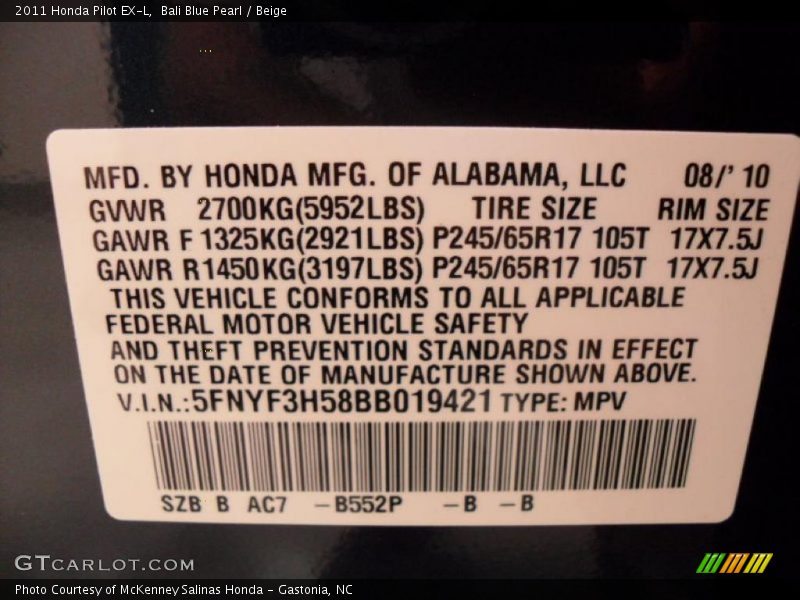 2011 Honda Pilot EX-L, Bali Blue Pearl / Beige
MFD. BY HONDA MFG. OF ALABAMA, LLC 08/' 10
GVWR 2700KG(5952LBS) TIRE SIZE RIM SIZE
GAWR F 1325KG(2921LBS) P245/65R17 105T 17X7.5J
GAWR R1450KG(3197LBS) P245/65R17 105T 17X7.5J
THIS VEHICLE CONFORMS TO ALL APPLICABLE
FEDERAL MOTOR VEHICLE SAFETY
AND THEFT PREVENTION STANDARDS IN EFFECT
ON THE DATE OF MANUFACTURE SHOWN ABOVE.
V.I.N.:5FNYF3H58BB019421 TYPE: MPV
SZB B AC7 -B552P -B -B
GTCARLOT.COM
Photo Courtesy of McKenney Salinas Honda - Gastonia, NC